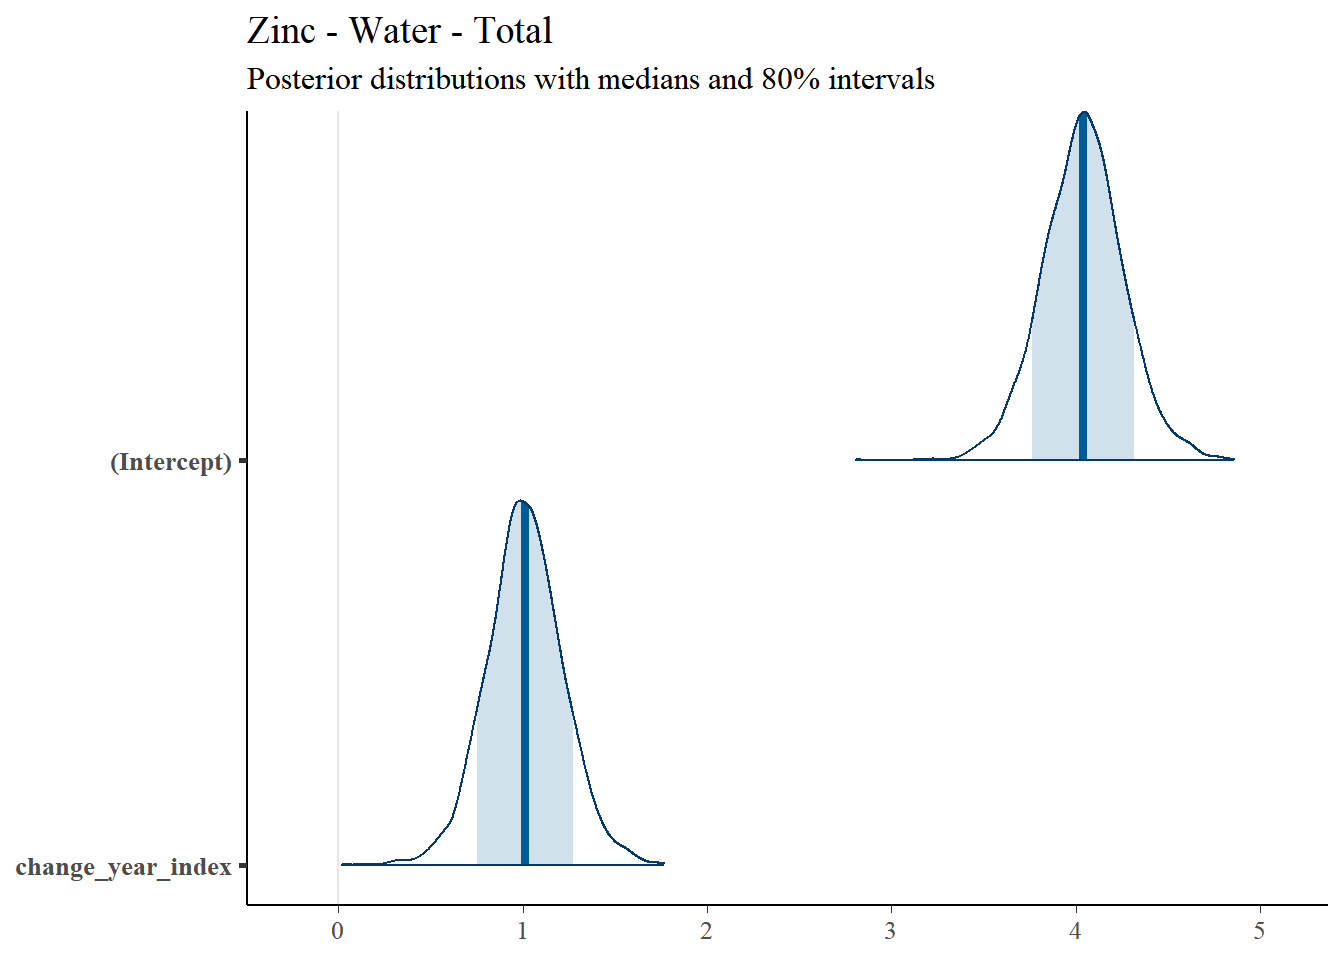 Zinc - Water - Total
Posterior distributions with medians and 80% intervals
(Intercept)
change_year_index
0 1 2 3 4 5